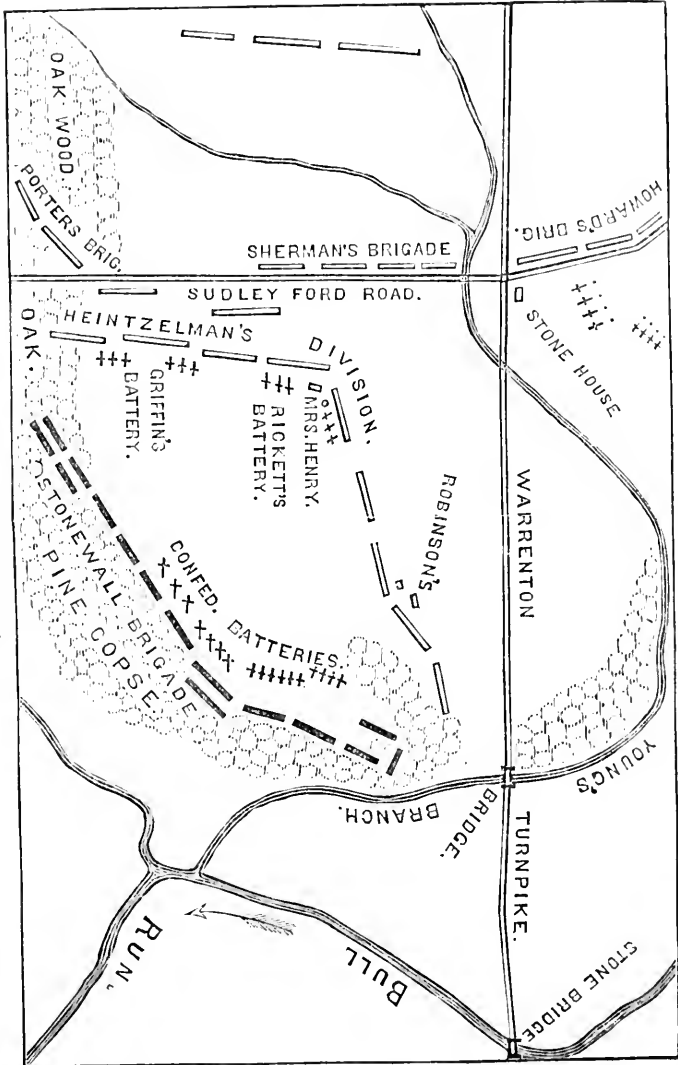 OAK WOOD
PORTERS BRIG.
HOWARD'S BRIG.
SHERMAN'S BRIGADE
SUDLEY FORD ROAD.
STONE HOUSE
OAK.
HEINTZELMAN'S
DIVISION.
GRIFFIN'S
BATTERY.
RICKETT'S
BATTERY.
MRS. HENRY.
ROBINSON'S
WARRENTON
TURNPIKE.
STONEWALL BRIGADE
PINE COPSE
CONFED. BATTERIES.
YOUNG'S
BRANCH.
BRIDGE.
STONE BRIDGE
BULL
RUN.